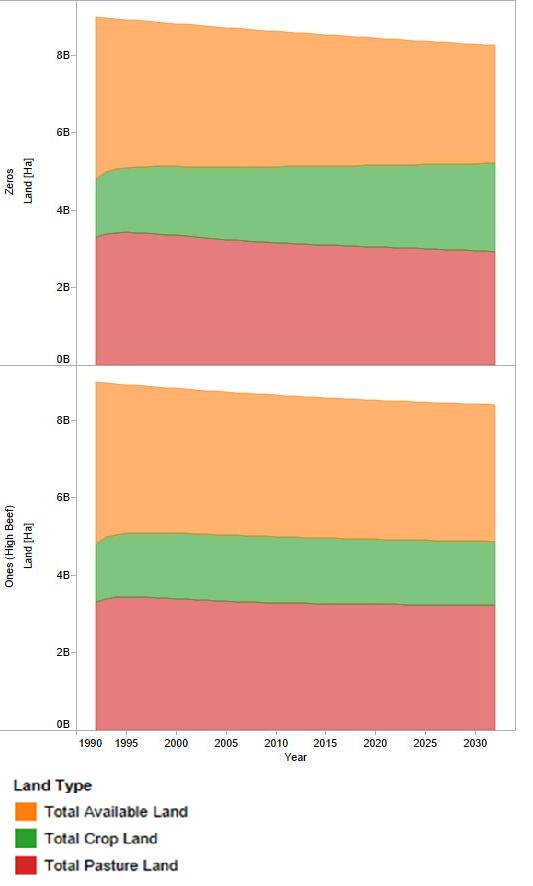 Zeros
Land [Ha]
8B
6B
4B
2B
0B
Ones (High Beef)
Land [Ha]
8B
6B
4B
2B
0B
1990 1995 2000 2005 2010 2015 2020 2025 2030
Year
Land Type
Total Available Land
Total Crop Land
Total Pasture Land